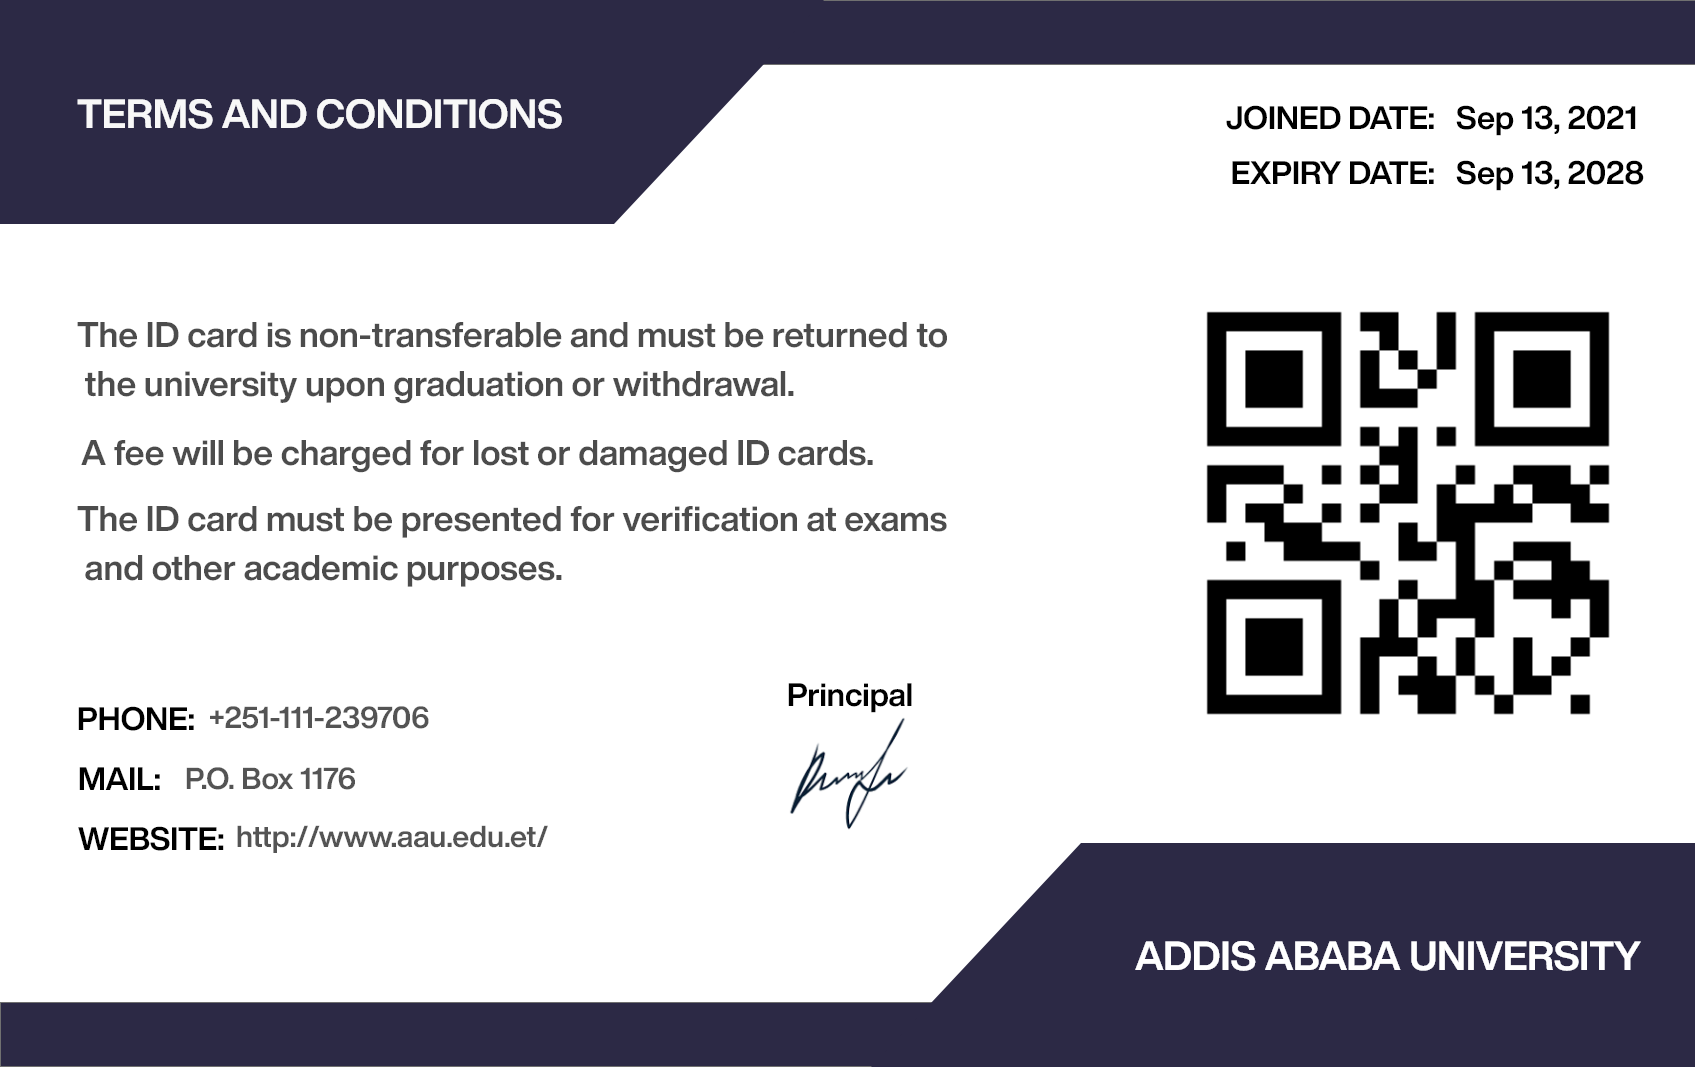 TERMS AND CONDITIONS
JOINED DATE: Sep 13, 2021
EXPIRY DATE: Sep 13, 2028
The ID card is non-transferable and must be returned to
the university upon graduation or withdrawal.
A fee will be charged for lost or damaged ID cards.
The ID card must be presented for verification at exams
and other academic purposes.
Principal
PHONE: +251-111-239706
MAIL: P.O. Box 1176
WEBSITE: http://www.aau.edu.et/
ADDIS ABABA UNIVERSITY